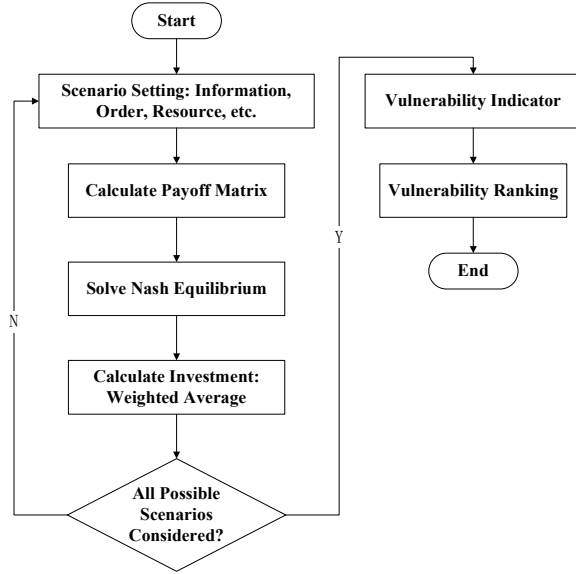 Start
Scenario Setting: Information,
Order, Resource, etc.
Calculate Payoff Matrix
Solve Nash Equilibrium
N
Calculate Investment:
Weighted Average
All Possible
Scenarios
Considered?
Y
Vulnerability Indicator
Vulnerability Ranking
End